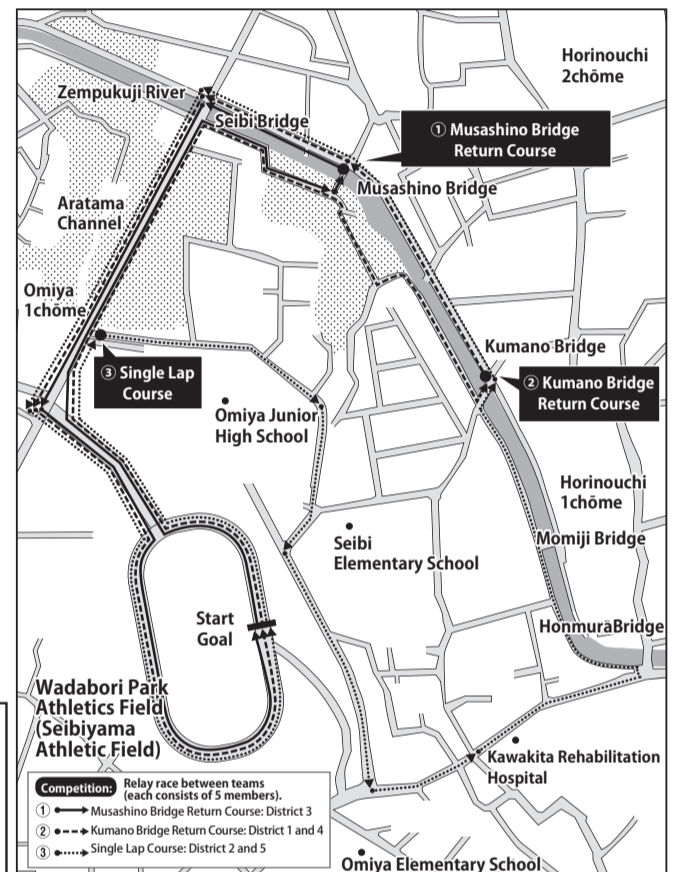 Horinouchi
2chōme
Zempukuji River
Seibi Bridge
① Musashino Bridge
Return Course
Musashino Bridge
Aratama
Channel
Omiya
1chōme
Kumano Bridge
③ Single Lap
Course
② Kumano Bridge
Return Course
Omiya Junior
High School
Horinouchi
1chōme
Seibi
Elementary School
Momiji Bridge
Start
Goal
HonmuraBridge
Wadabori Park
Athletics Field
(Seibiyama
Athletic Field)
Kawakita Rehabilitation
Hospital
Competition: Relay race between teams
(each consists of 5 members).
① Musashino Bridge Return Course: District 3
② Kumano Bridge Return Course: District 1 and 4
③ Single Lap Course: District 2 and 5
Omiya Elementary School